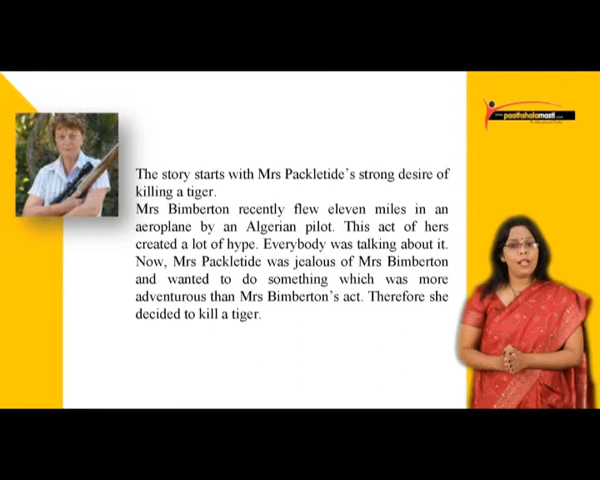 www.paathshalamasti.com
The story starts with Mrs Packletide's strong desire of
killing a tiger.
Mrs Bimberton recently flew eleven miles in an
aeroplane by an Algerian pilot. This act of hers
created a lot of hype. Everybody was talking about it.
Now, Mrs Packletide was jealous of Mrs Bimberton
and wanted to do something which was more
adventurous than Mrs Bimberton's act. Therefore she
decided to kill a tiger.